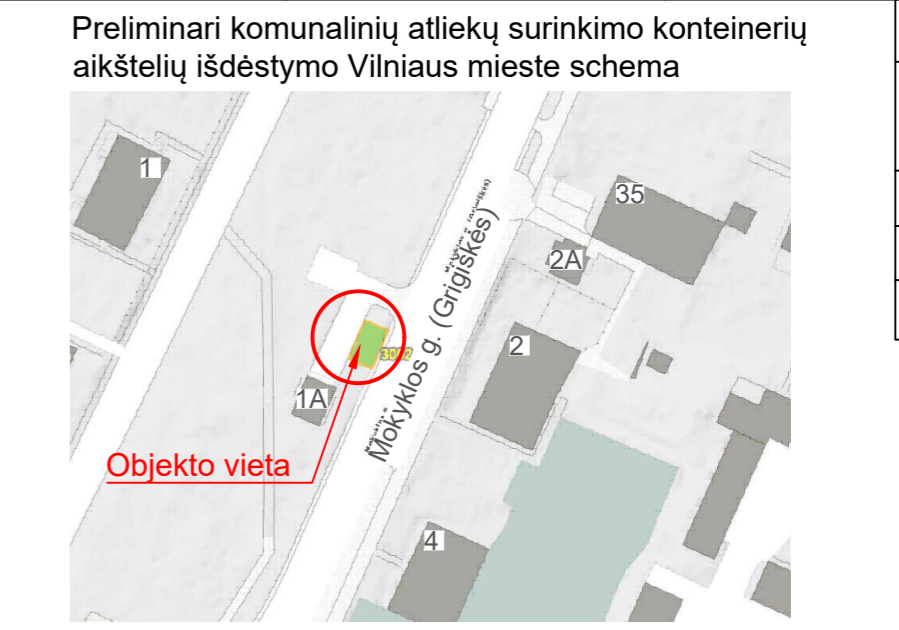 Preliminari komunalinių atliekų surinkimo konteinerių
aikštelių išdėstymo Vilniaus mieste schema
1
35
2A
Mokyklos g. (Grigiškės)
2
1A
Objekto vieta
4